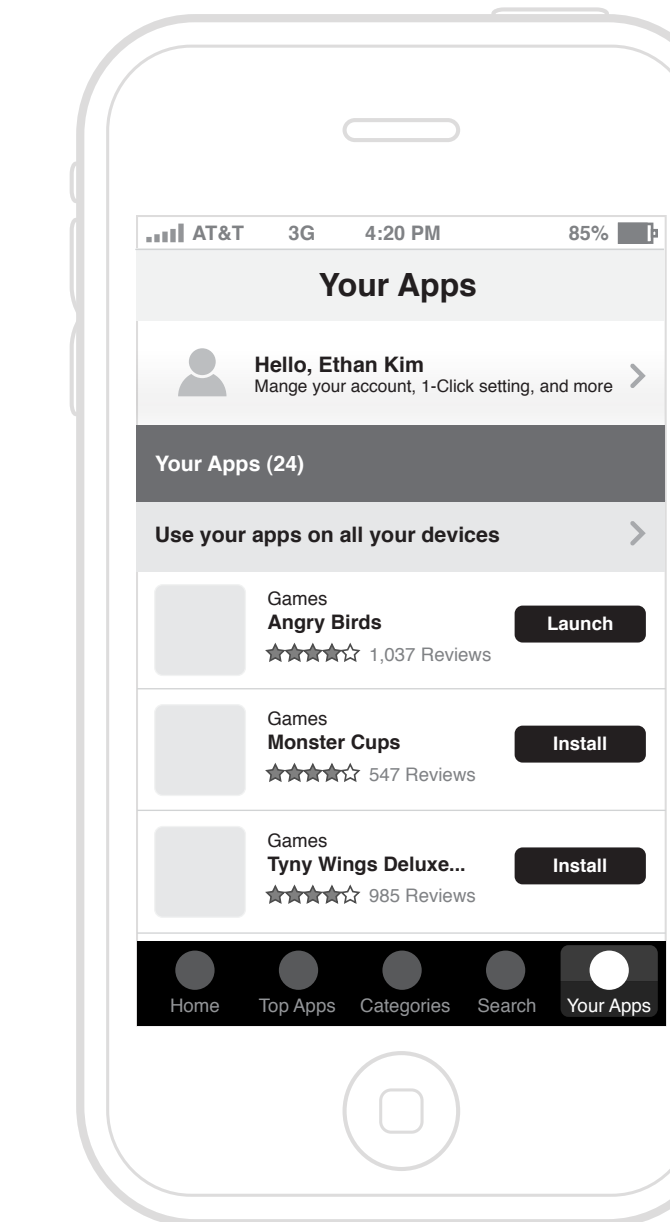 AT&T 3G 4:20 PM 85%
Your Apps
Hello, Ethan Kim
Mange your account, 1-Click setting, and more
Your Apps (24)
Use your apps on all your devices
Games
Angry Birds
1,037 Reviews
Launch
Games
Monster Cups
547 Reviews
Install
Games
Tyny Wings Deluxe...
985 Reviews
Install
Home Top Apps Categories Search Your Apps